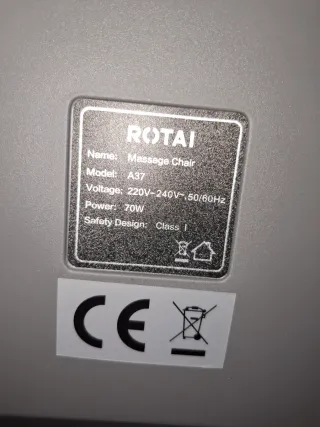 ROTAI
Name: Massage Chair
Model: A37
Voltage: 220V-240V~,50/60Hz
Power: 70W
Safety Design: Class I
CE